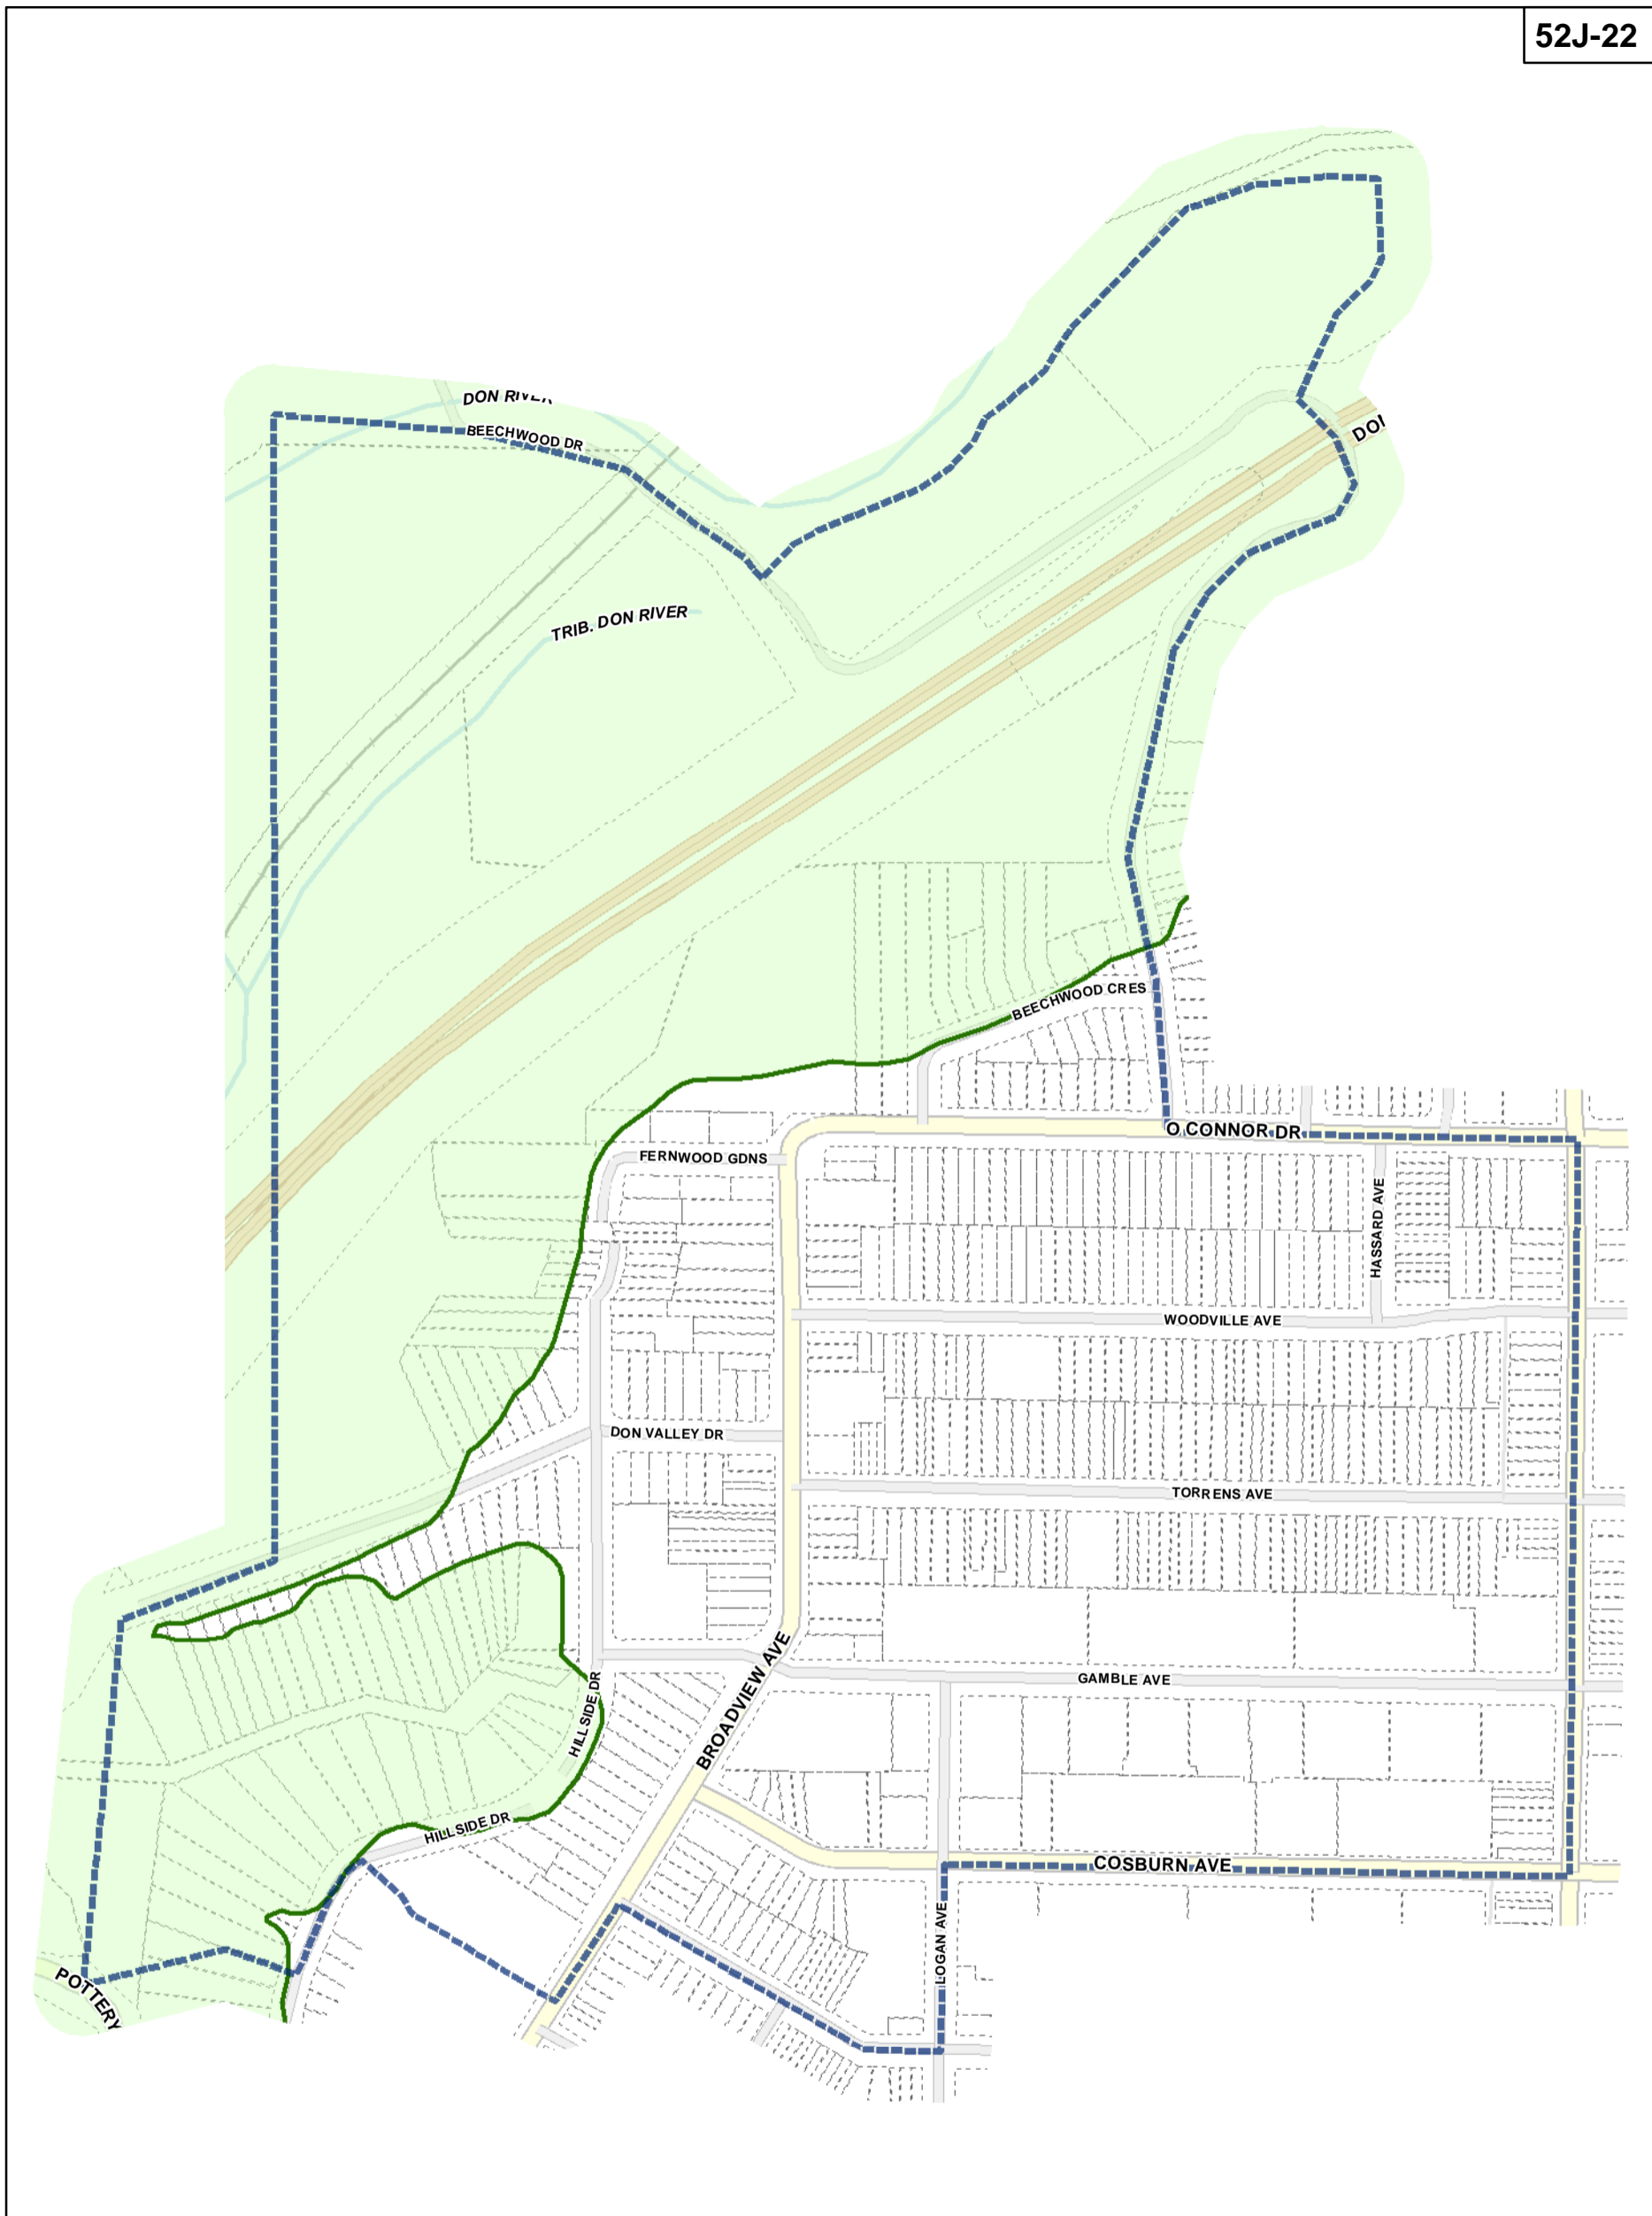 52J-22
DON RIVER
BEECHWOOD DR
DOI
TRIB. DON RIVER
BEECHWOOD CRES
O CONNOR DR
FERNWOOD GDNS
HASSARD AVE
WOODVILLE AVE
DON VALLEY DR
TORRENS AVE
BROADVIEW AVE
GAMBLE AVE
HILLSIDE DR
HILLSIDE DR
COSBURN AVE
LOGAN AVE
POTTERY